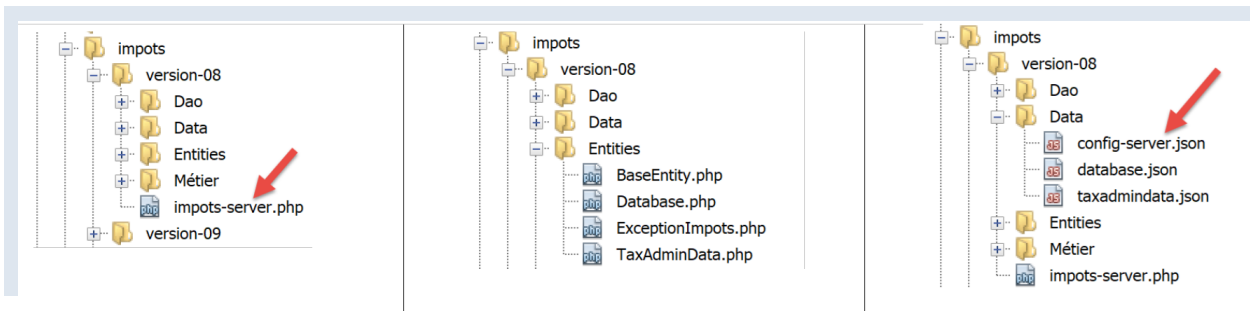 impots
version-08
Dao
Data
Entities
Métier
impots-server.php
version-09
impots
version-08
Dao
Data
Entities
BaseEntity.php
Database.php
ExceptionImpots.php
TaxAdminData.php
impots
version-08
Dao
Data
config-server.json
database.json
taxadmindata.json
Entities
Métier
impots-server.php